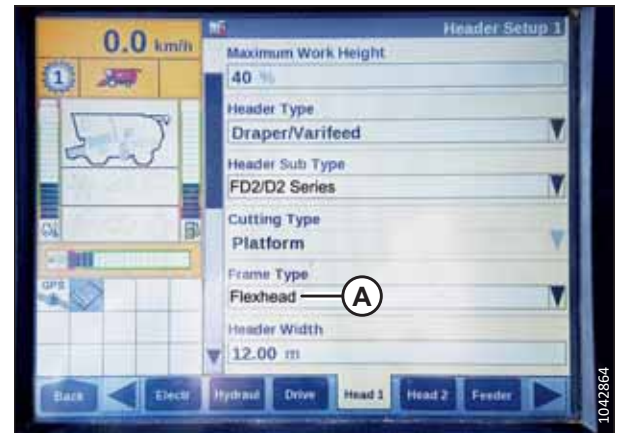 0.0 km/h
Header Setup 1
1
Maximum Work Height
40 %
Header Type
Draper/Varifeed
Header Sub Type
FD2/D2 Series
Cutting Type
Platform
Frame Type
Flexhead
A
GPS
Header Width
12.00 m
Back
Electr
Hydraul
Drive
Head 1
Head 2
Feeder
1042864